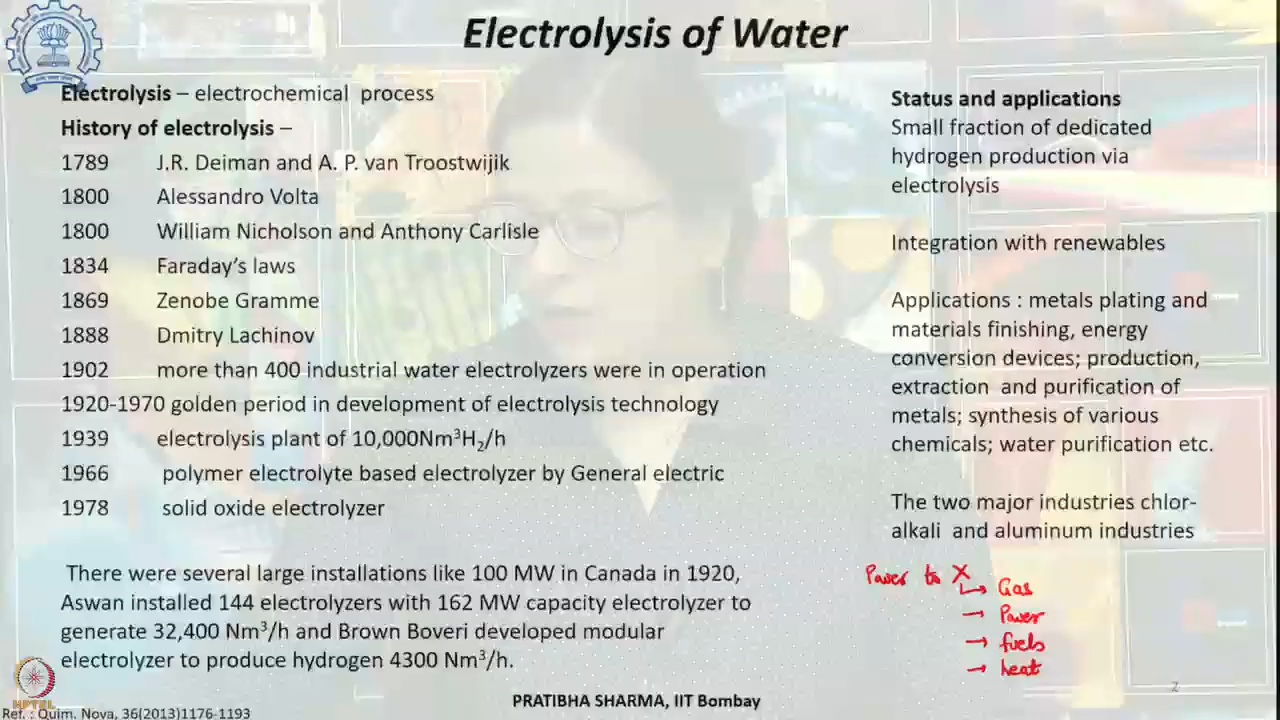 Electrolysis of Water
Electrolysis – electrochemical process
History of electrolysis –
1789 J.R. Deiman and A. P. van Troostwijik
1800 Alessandro Volta
1800 William Nicholson and Anthony Carlisle
1834 Faraday's laws
1869 Zenobe Gramme
1888 Dmitry Lachinov
1902 more than 400 industrial water electrolyzers were in operation
1920-1970 golden period in development of electrolysis technology
1939 electrolysis plant of 10,000Nm³H₂/h
1966 polymer electrolyte based electrolyzer by General electric
1978 solid oxide electrolyzer
There were several large installations like 100 MW in Canada in 1920,
Aswan installed 144 electrolyzers with 162 MW capacity electrolyzer to
generate 32,400 Nm³/h and Brown Boveri developed modular
electrolyzer to produce hydrogen 4300 Nm³/h.
Status and applications
Small fraction of dedicated
hydrogen production via
electrolysis
Integration with renewables
Applications : metals plating and
materials finishing, energy
conversion devices; production,
extraction and purification of
metals; synthesis of various
chemicals; water purification etc.
The two major industries chlor-
alkali and aluminum industries
Power to X
→ Gas
→ Power
→ fuels
→ heat
2
NPTEL
PRATIBHA SHARMA, IIT Bombay
Ref. : Quim. Nova, 36(2013)1176-1193